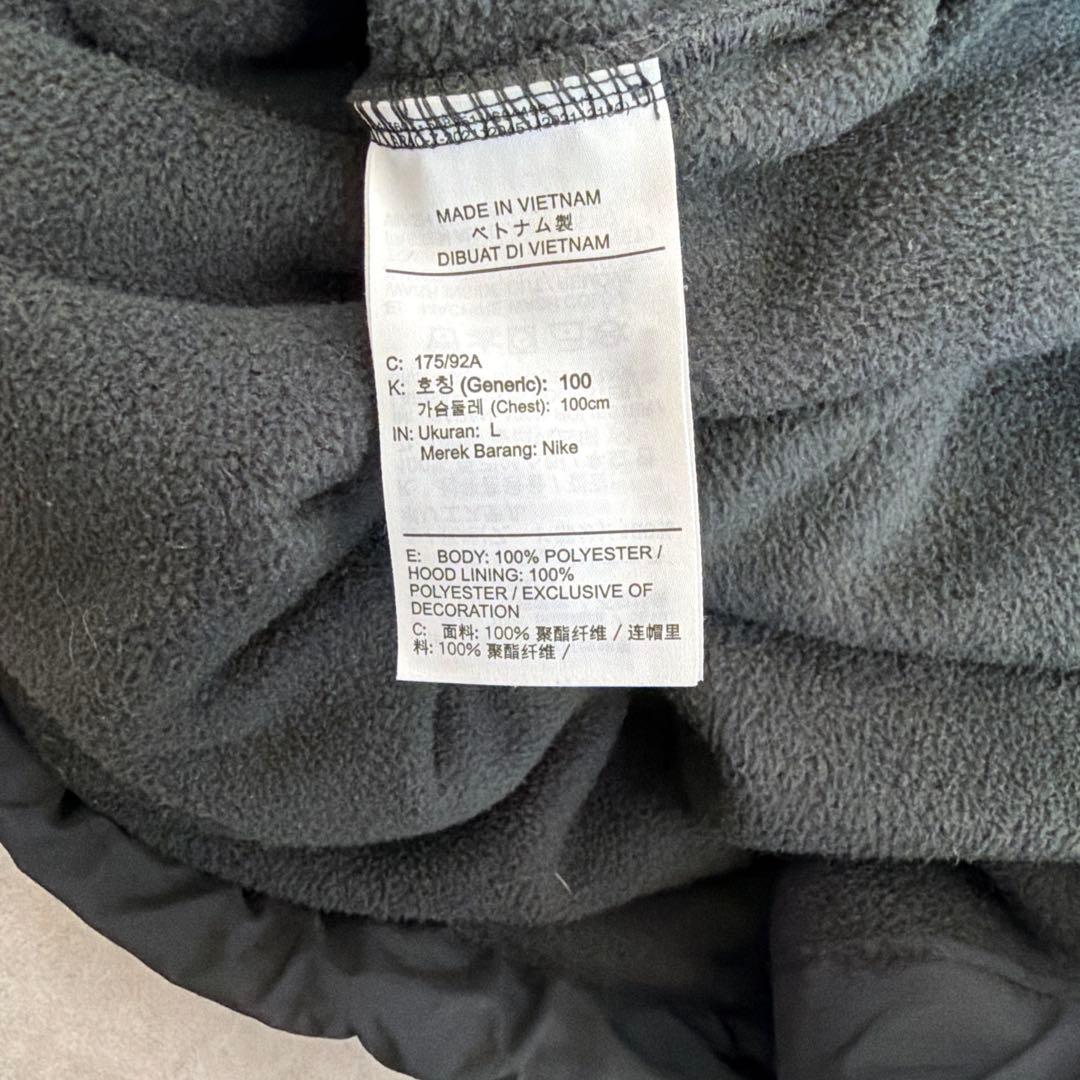 MADE IN VIETNAM
ベトナム製
DIBUAT DI VIETNAM
C: 175/92A
K: 호칭 (Generic): 100
가슴둘레 (Chest): 100cm
IN: Ukuran: L
Merek Barang: Nike
E: BODY: 100% POLYESTER /
HOOD LINING: 100%
POLYESTER / EXCLUSIVE OF
DECORATION
C: 面料: 100% 聚酯纤维 / 连帽里
料: 100% 聚酯纤维 /